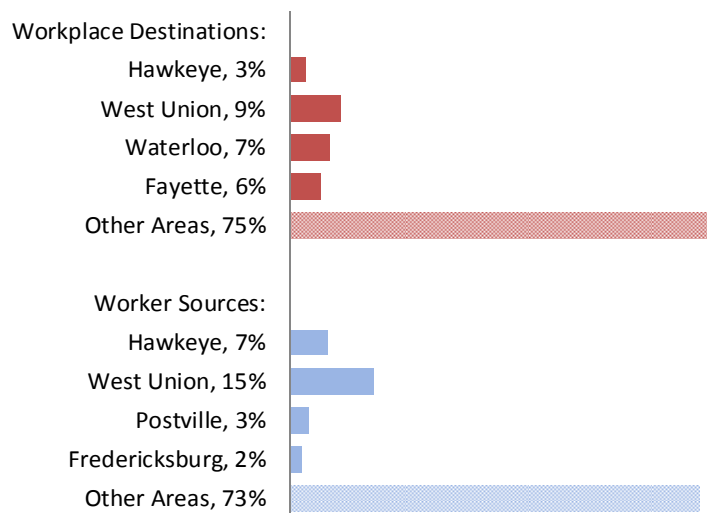 Workplace Destinations:
Hawkeye, 3%
West Union, 9%
Waterloo, 7%
Fayette, 6%
Other Areas, 75%
Worker Sources:
Hawkeye, 7%
West Union, 15%
Postville, 3%
Fredericksburg, 2%
Other Areas, 73%